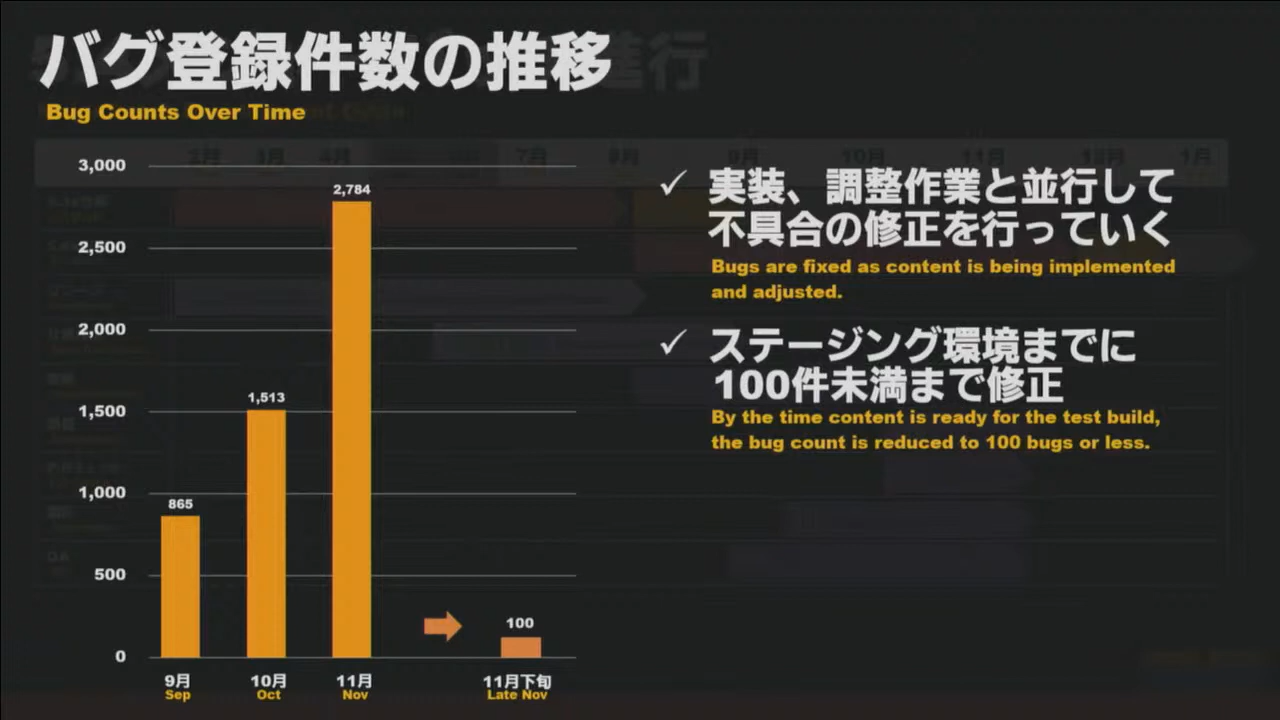 バグ登録件数の推移
Bug Counts Over Time
3,000
2,500
2,000
1,500
1,000
500
0
865
1,513
2,784
100
9月
Sep
10月
Oct
11月
Nov
11月下旬
Late Nov
✓ 実装、調整作業と並行して
不具合の修正を行っていく
Bugs are fixed as content is being implemented
and adjusted.
✓ ステージング環境までに
100件未満まで修正
By the time content is ready for the test build,
the bug count is reduced to 100 bugs or less.